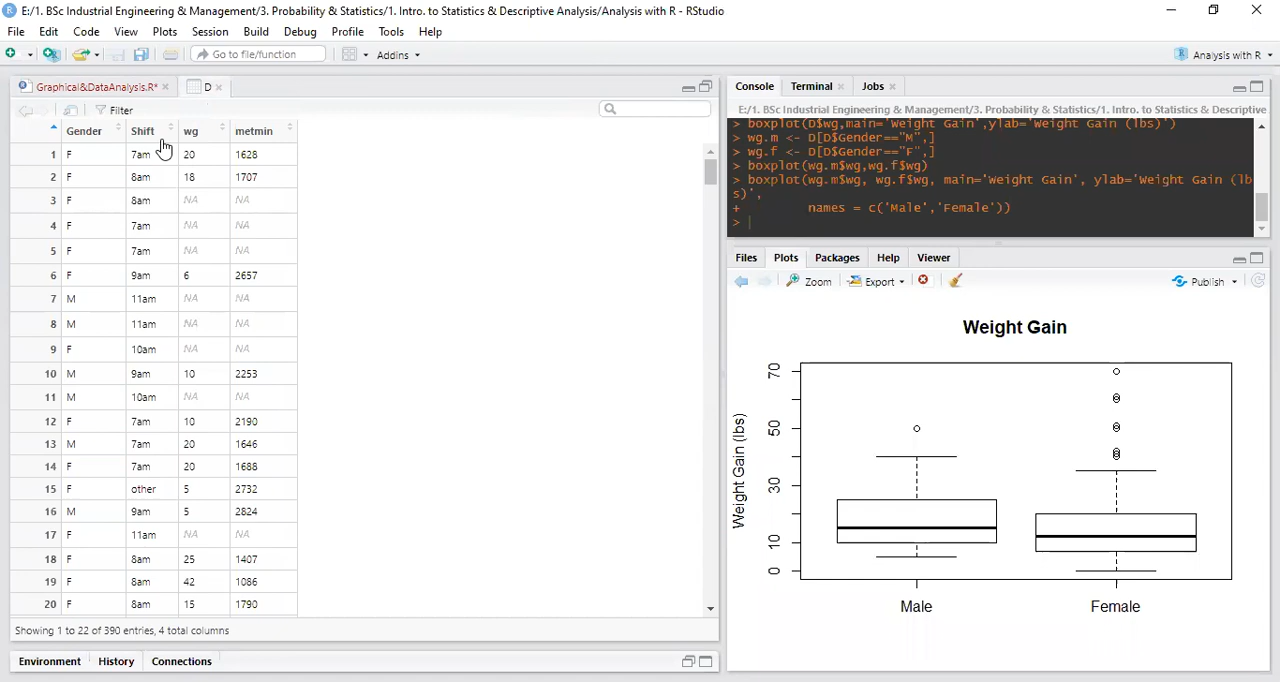 E:/1. BSc Industrial Engineering & Management/3. Probability & Statistics/1. Intro. to Statistics & Descriptive Analysis/Analysis with R - RStudio
File Edit Code View Plots Session Build Debug Profile Tools Help
Go to file/function Addins Analysis with R
Graphical&DataAnalysis.R* D
Filter
Gender Shift wg metmin
1 F 7am 20 1628
2 F 8am 18 1707
3 F 8am NA NA
4 F 7am NA NA
5 F 7am NA NA
6 F 9am 6 2657
7 M 11am NA NA
8 M 11am NA NA
9 F 10am NA NA
10 M 9am 10 2253
11 M 10am NA NA
12 F 7am 10 2190
13 M 7am 20 1646
14 F 7am 20 1688
15 F other 5 2732
16 M 9am 5 2824
17 F 11am NA NA
18 F 8am 25 1407
19 F 8am 42 1086
20 F 8am 15 1790
Showing 1 to 22 of 390 entries, 4 total columns
Environment History Connections
Console Terminal Jobs
E:/1. BSc Industrial Engineering & Management/3. Probability & Statistics/1. Intro. to Statistics & Descriptive
> boxplot(D$wg,main='Weight Gain',ylab='Weight Gain (lbs)')
> wg.m <- D[D$Gender=="M",]
> wg.f <- D[D$Gender=="F",]
> boxplot(wg.m$wg,wg.f$wg)
> boxplot(wg.m$wg, wg.f$wg, main='Weight Gain', ylab='Weight Gain (lb
s)',
+ names = c('Male','Female'))
>
Files Plots Packages Help Viewer
Zoom Export Publish
Weight Gain
Weight Gain (lbs)
70
50
30
10
0
Male Female